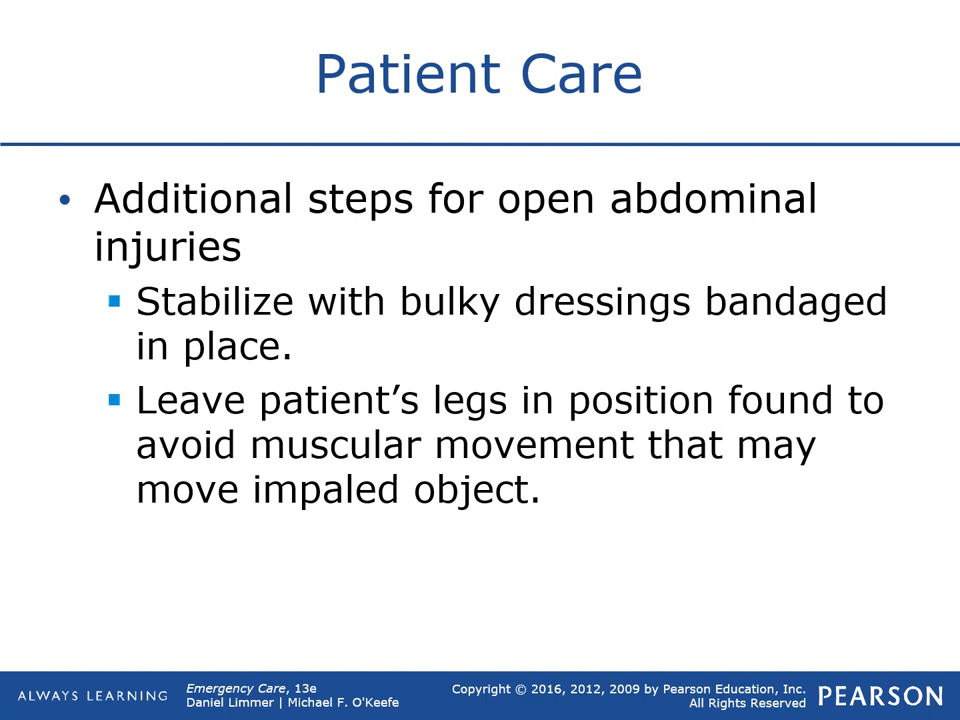 Patient Care
• Additional steps for open abdominal
injuries
▪ Stabilize with bulky dressings bandaged
in place.
▪ Leave patient’s legs in position found to
avoid muscular movement that may
move impaled object.
ALWAYS LEARNING
Emergency Care, 13e
Daniel Limmer | Michael F. O'Keefe
Copyright © 2016, 2012, 2009 by Pearson Education, Inc.
All Rights Reserved
PEARSON